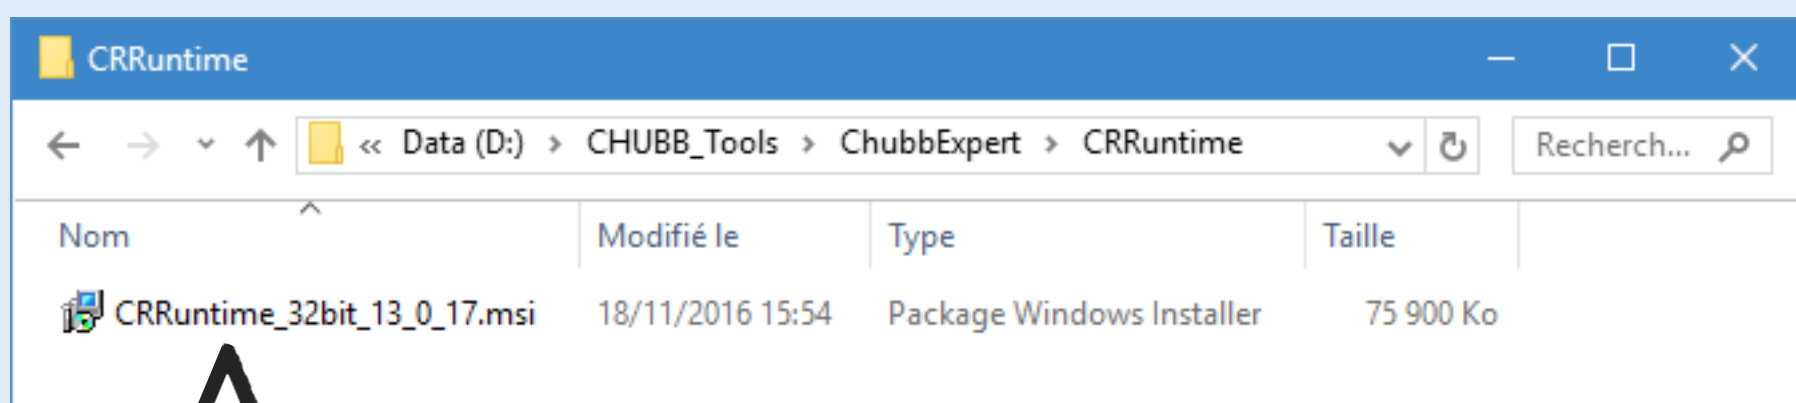 CRRuntime
« Data (D:) > CHUBB_Tools > ChubbExpert > CRRuntime Recherch...
Nom Modifié le Type Taille
CRRuntime_32bit_13_0_17.msi 18/11/2016 15:54 Package Windows Installer 75 900 Ko